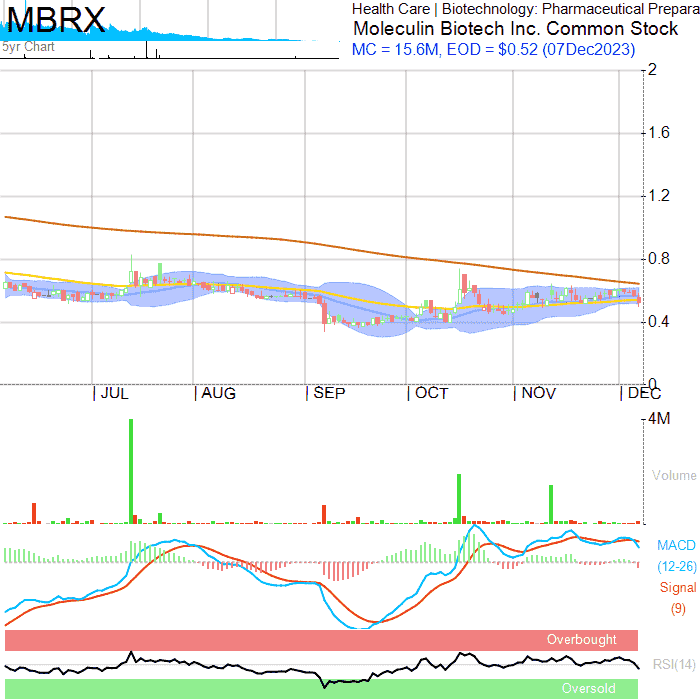 MBRX
5yr Chart
Health Care | Biotechnology: Pharmaceutical Prepara
Moleculin Biotech Inc. Common Stock
MC = 15.6M, EOD = $0.52 (07Dec2023)
2
1.6
1.2
0.8
0.4
0
| JUL | AUG | SEP | OCT | NOV | DEC
4M
Volume
MACD
(12-26)
Signal
(9)
Overbought
RSI(14)
Oversold